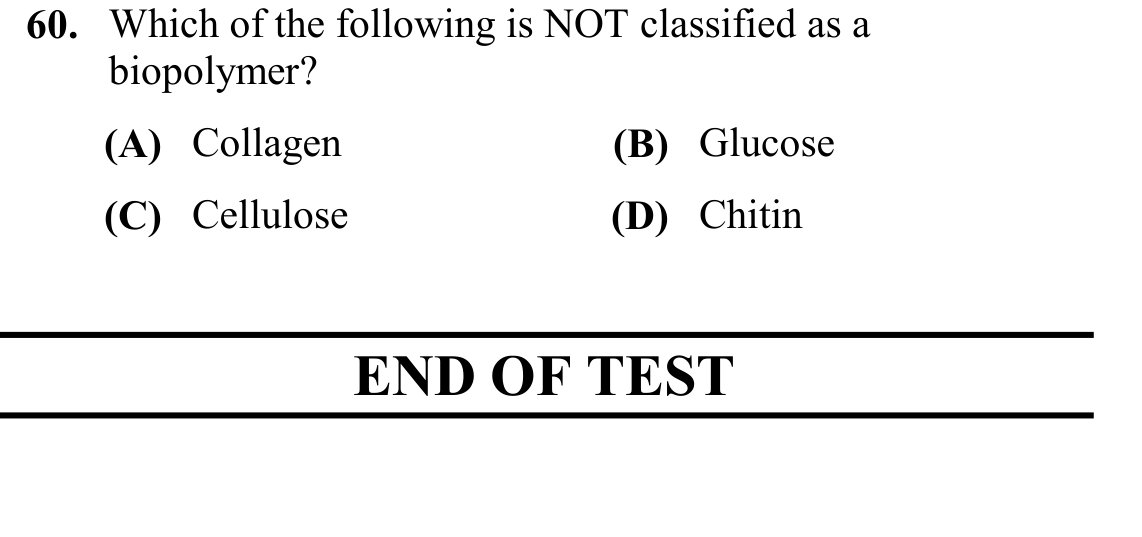 60. Which of the following is NOT classified as a
biopolymer?
(A) Collagen (B) Glucose
(C) Cellulose (D) Chitin
END OF TEST